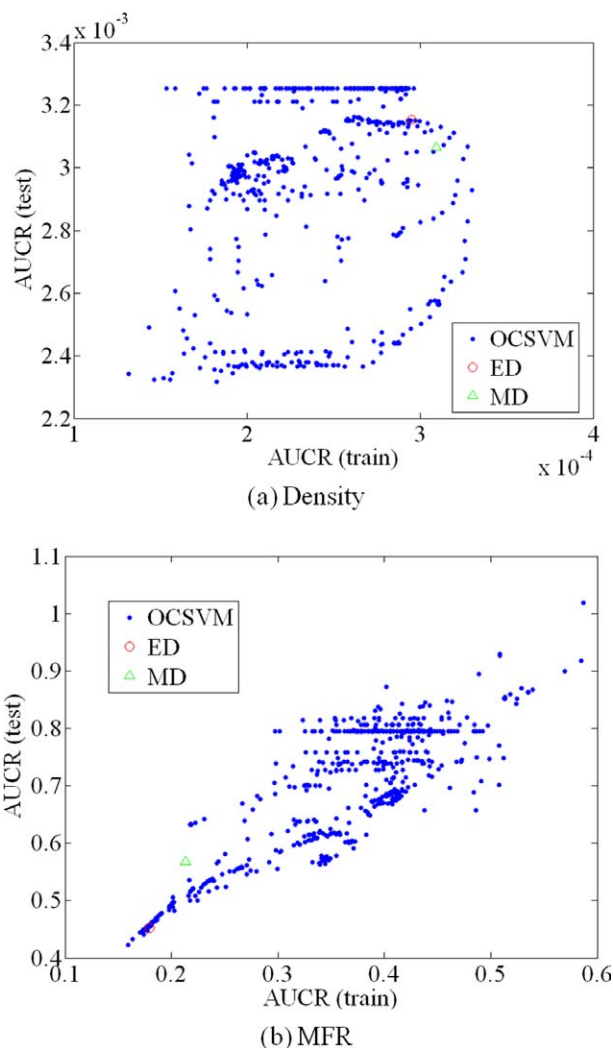 x 10⁻³
3.4
3.2
3
2.8
2.6
2.4
2.2
AUCR (test)
OCSVM
ED
MD
1 2 3 4
AUCR (train)
x 10⁻⁴
(a) Density
1.1
1
0.9
0.8
0.7
0.6
0.5
0.4
AUCR (test)
OCSVM
ED
MD
0.1 0.2 0.3 0.4 0.5 0.6
AUCR (train)
(b) MFR